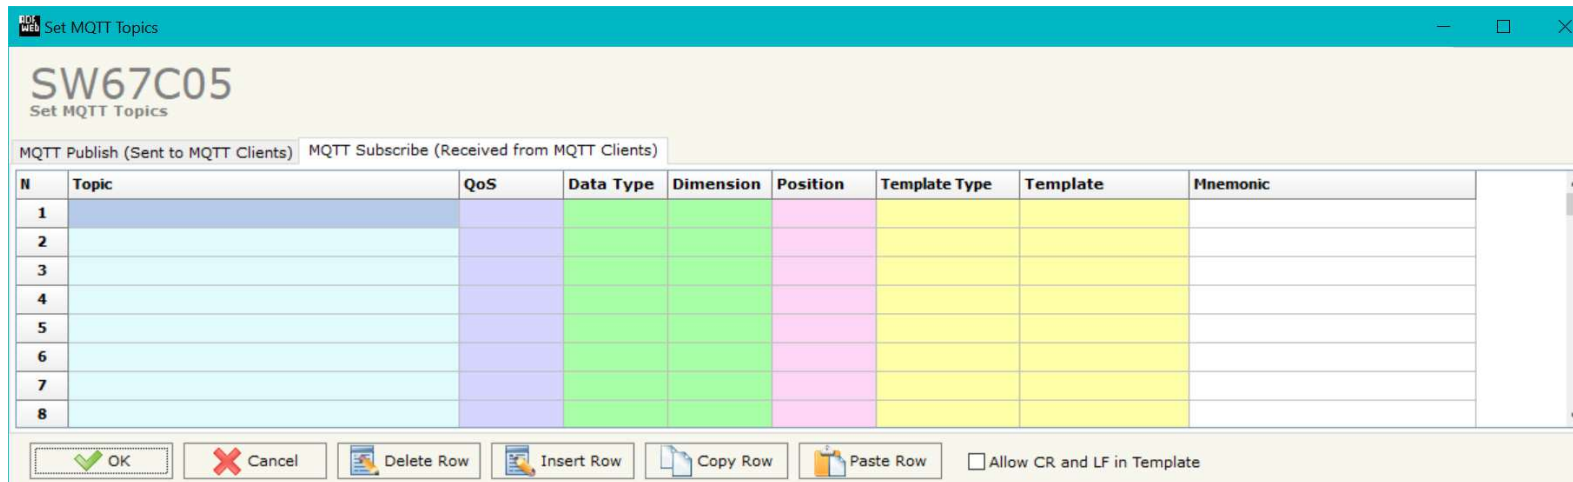 ADF
WEB Set MQTT Topics
SW67C05
Set MQTT Topics
MQTT Publish (Sent to MQTT Clients) MQTT Subscribe (Received from MQTT Clients)
N Topic QoS Data Type Dimension Position Template Type Template Mnemonic
1
2
3
4
5
6
7
8
OK Cancel Delete Row Insert Row Copy Row Paste Row Allow CR and LF in Template